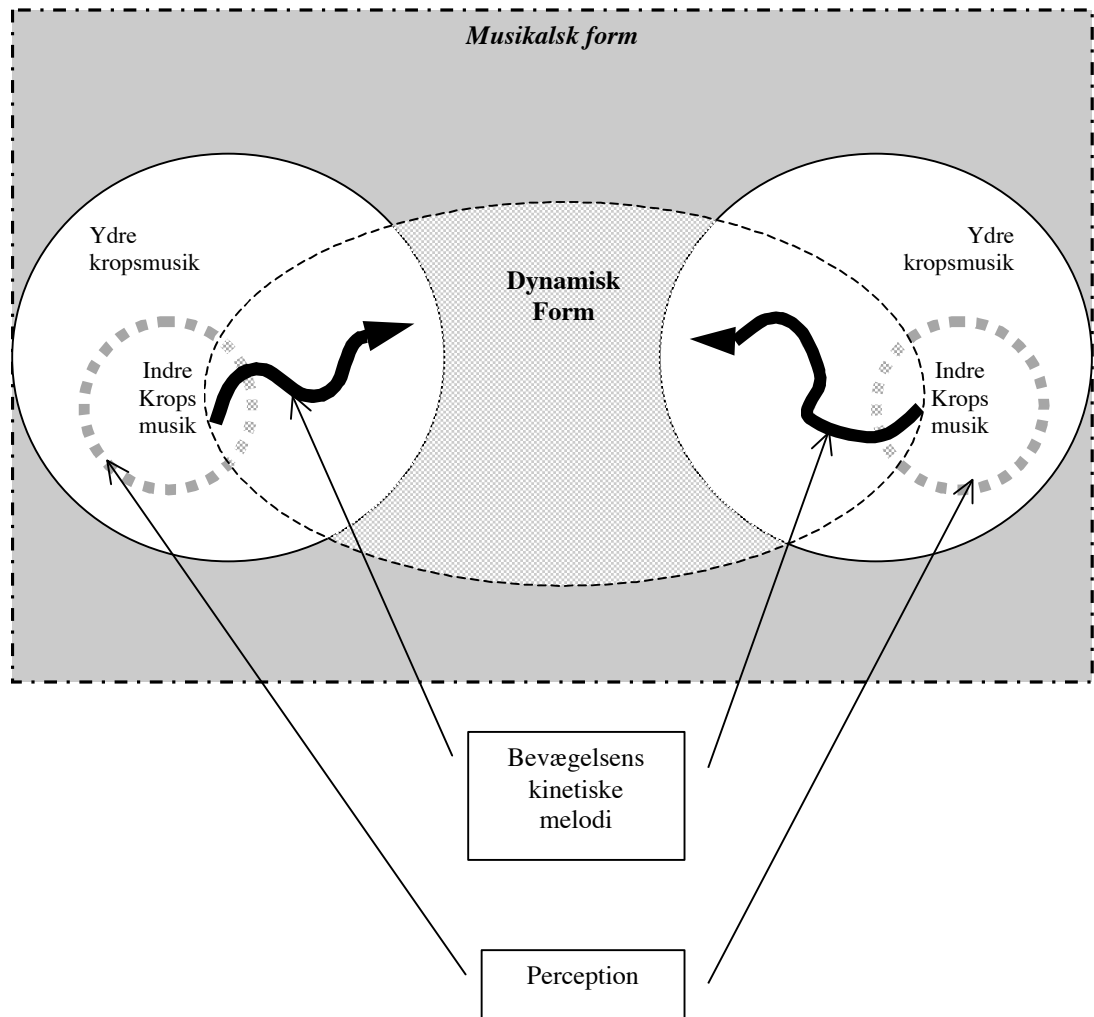 Musikalsk form
Ydre
kropsmusik
Ydre
kropsmusik
Dynamisk
Form
Indre
Krops
musik
Indre
Krops
musik
Bevægelsens
kinetiske
melodi
Perception